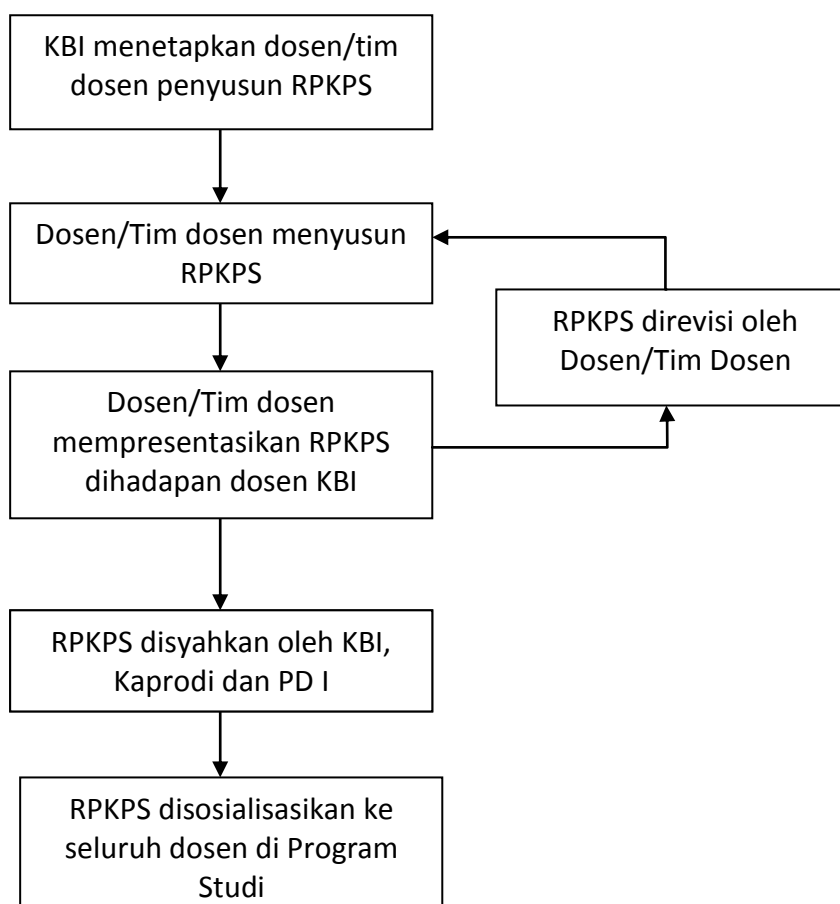 KBI menetapkan dosen/tim
dosen penyusun RPKPS
Dosen/Tim dosen menyusun
RPKPS
RPKPS direvisi oleh
Dosen/Tim Dosen
Dosen/Tim dosen
mempresentasikan RPKPS
dihadapan dosen KBI
RPKPS disyahkan oleh KBI,
Kaprodi dan PD I
RPKPS disosialisasikan ke
seluruh dosen di Program
Studi